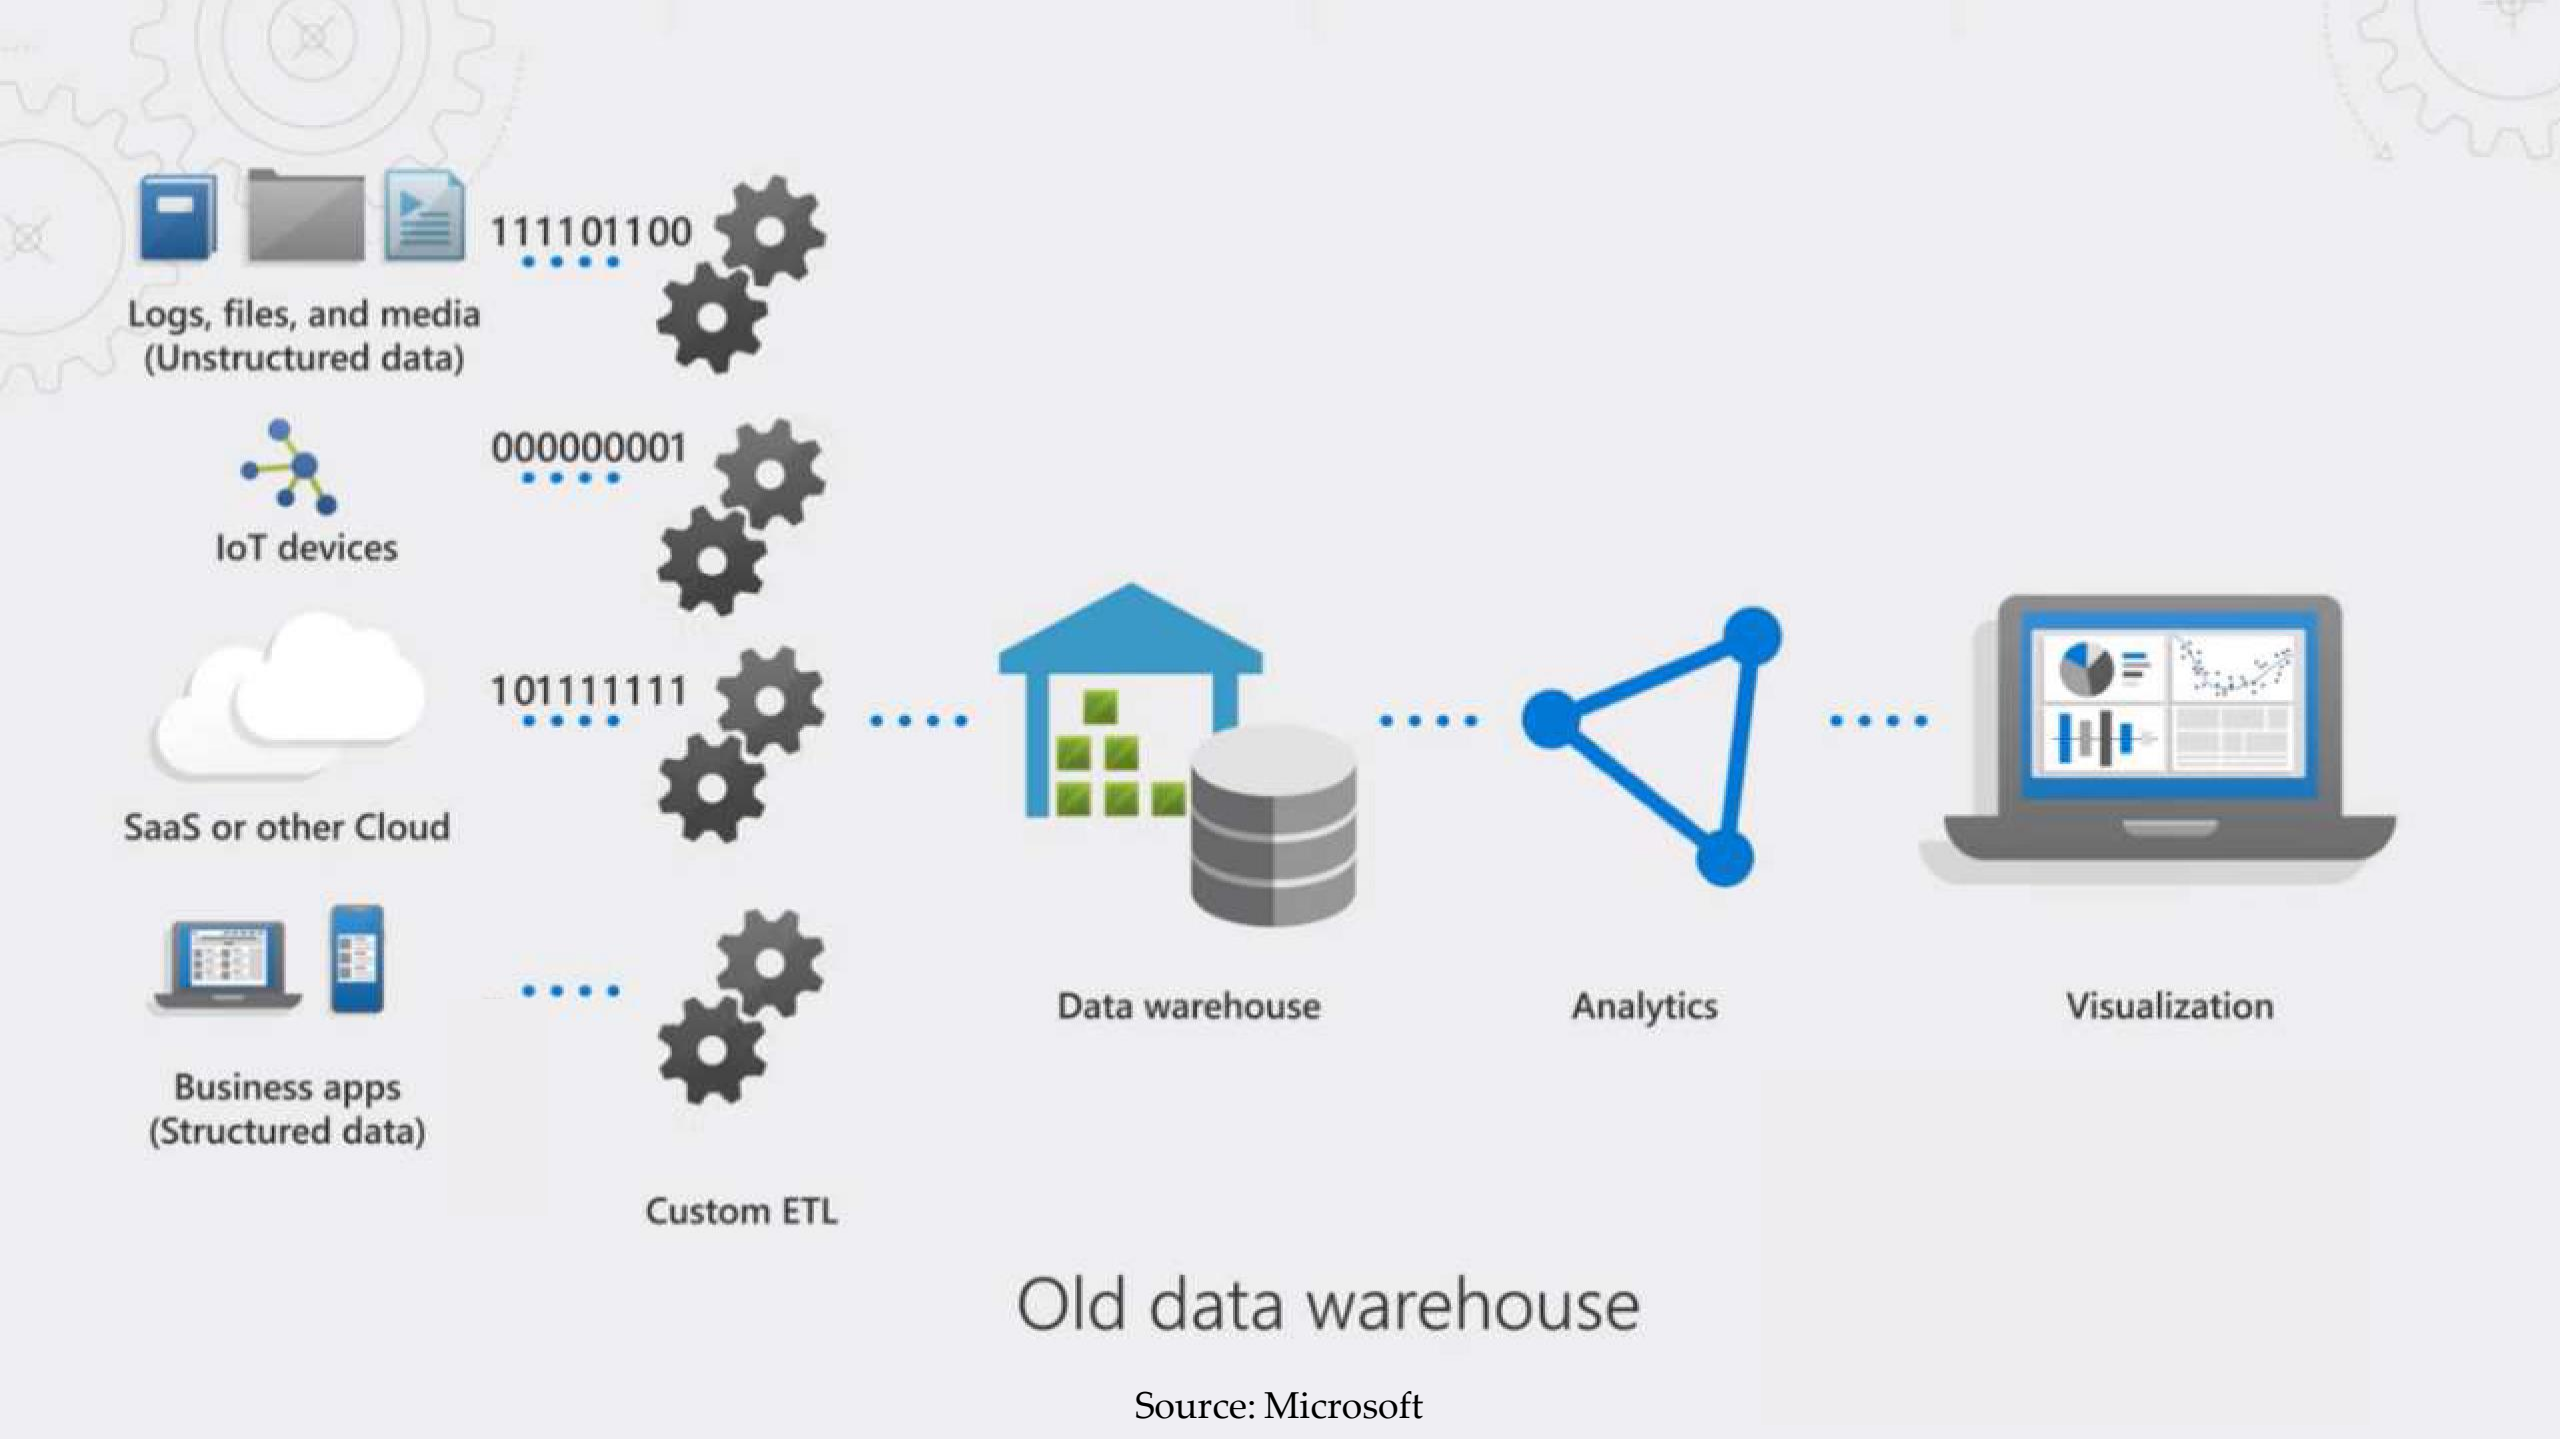 111101100
Logs, files, and media
(Unstructured data)
000000001
IoT devices
101111111
SaaS or other Cloud
Business apps
(Structured data)
Custom ETL
Data warehouse
Analytics
Visualization
Old data warehouse
Source: Microsoft